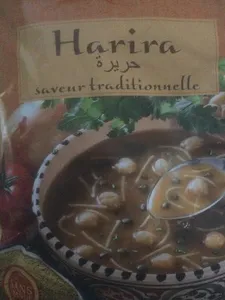 Harira
حريرة
saveur traditionnelle